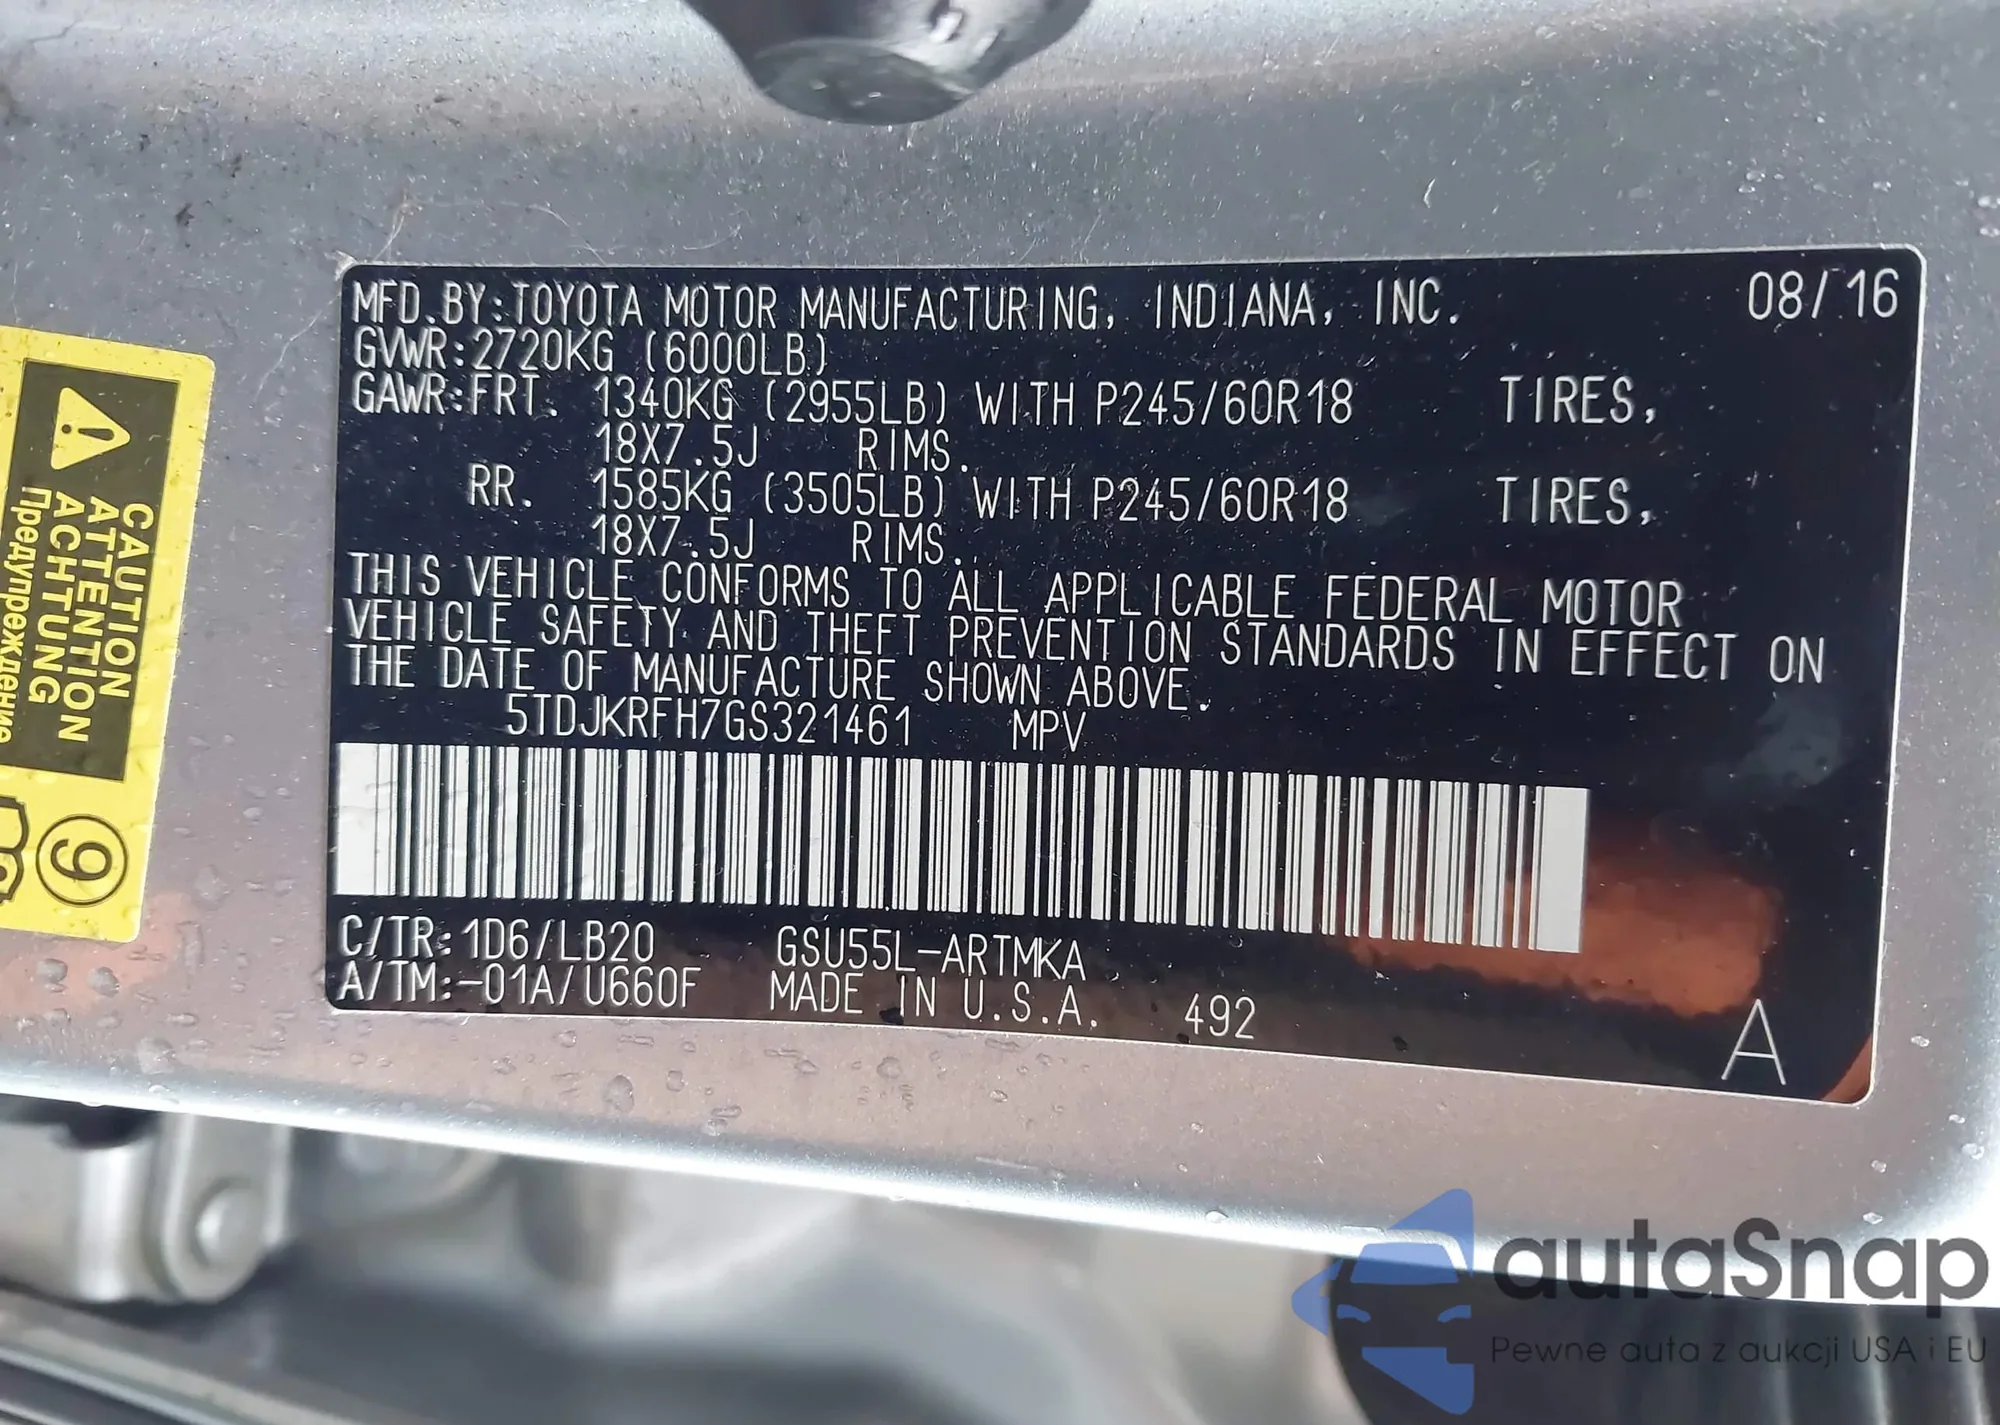 MFD.BY:TOYOTA MOTOR MANUFACTURING, INDIANA, INC. 08/16
GVWR:2720KG (6000LB)
GAWR:FRT. 1340KG (2955LB) WITH P245/60R18 TIRES,
18X7.5J RIMS.
RR. 1585KG (3505LB) WITH P245/60R18 TIRES,
18X7.5J RIMS.
THIS VEHICLE CONFORMS TO ALL APPLICABLE FEDERAL MOTOR
VEHICLE SAFETY AND THEFT PREVENTION STANDARDS IN EFFECT ON
THE DATE OF MANUFACTURE SHOWN ABOVE.
5TDJKRFH7GS321461 MPV
C/TR:1D6/LB20 GSU55L-ARTMKA
A/TM:-01A/U660F MADE IN U.S.A. 492
A
CAUTION
ATTENTION
ACHTUNG
Предупреждение
9
autaSnap
Pewne auta z aukcji USA i EU